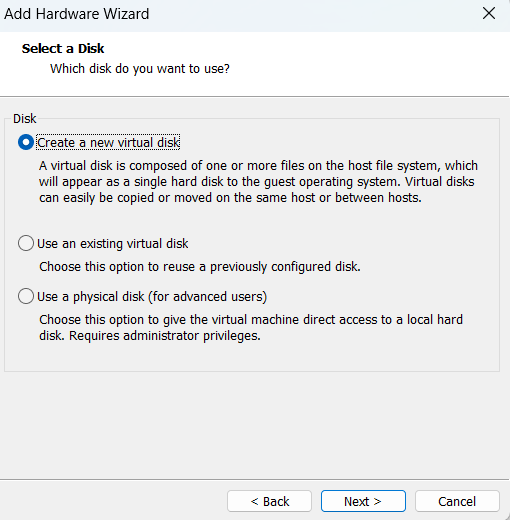 Add Hardware Wizard
Select a Disk
Which disk do you want to use?
Disk
Create a new virtual disk
A virtual disk is composed of one or more files on the host file system, which
will appear as a single hard disk to the guest operating system. Virtual disks
can easily be copied or moved on the same host or between hosts.
Use an existing virtual disk
Choose this option to reuse a previously configured disk.
Use a physical disk (for advanced users)
Choose this option to give the virtual machine direct access to a local hard
disk. Requires administrator privileges.
< Back Next > Cancel